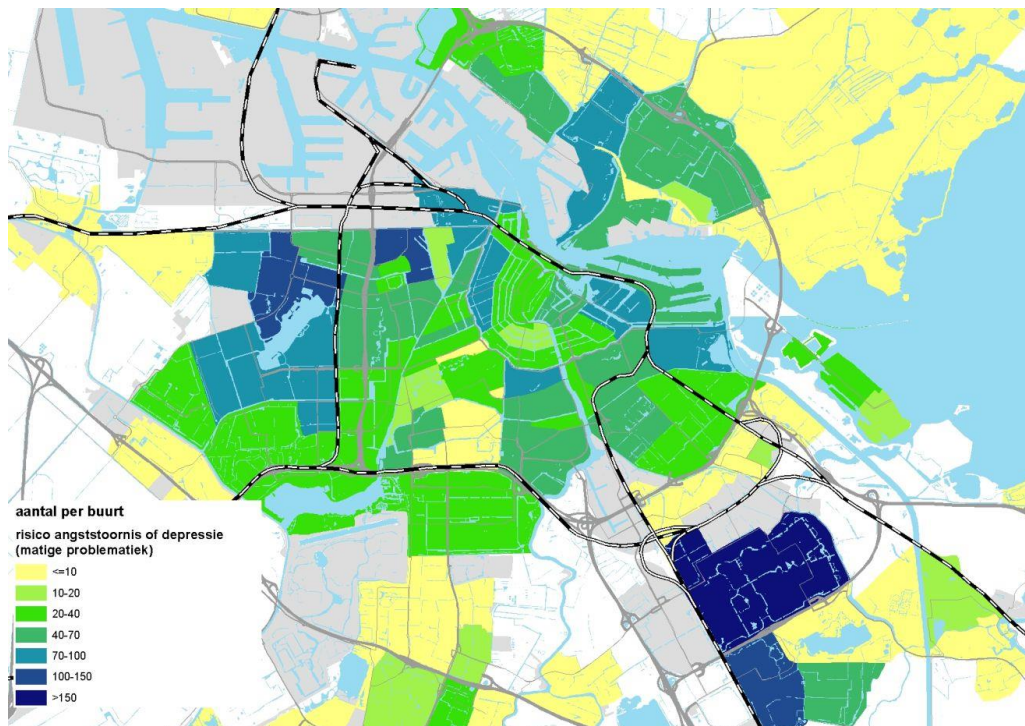 aantal per buurt
risico angststoornis of depressie
(matige problematiek)
<=10
10-20
20-40
40-70
70-100
100-150
>150